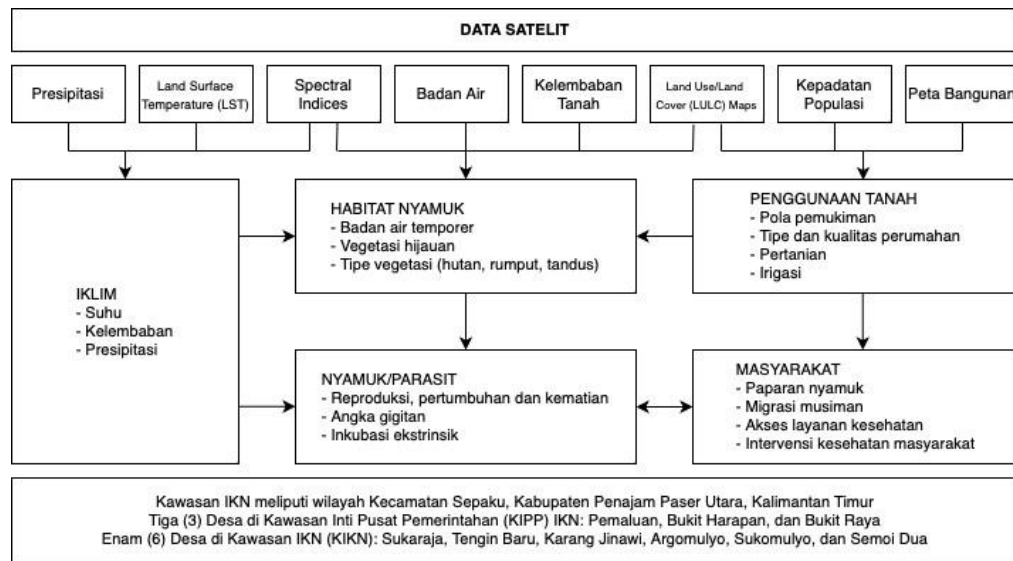 DATA SATELIT
Presipitasi
Land Surface
Temperature (LST)
Spectral
Indices
Badan Air
Kelembaban
Tanah
Land Use/Land
Cover (LULC) Maps
Kepadatan
Populasi
Peta Bangunan
IKLIM
- Suhu
- Kelembaban
- Presipitasi
HABITAT NYAMUK
- Badan air temporer
- Vegetasi hijauan
- Tipe vegetasi (hutan, rumput, tandus)
PENGGUNAAN TANAH
- Pola pemukiman
- Tipe dan kualitas perumahan
- Pertanian
- Irigasi
NYAMUK/PARASIT
- Reproduksi, pertumbuhan dan kematian
- Angka gigitan
- Inkubasi ekstrinsik
MASYARAKAT
- Paparan nyamuk
- Migrasi musiman
- Akses layanan kesehatan
- Intervensi kesehatan masyarakat
Kawasan IKN meliputi wilayah Kecamatan Sepaku, Kabupaten Penajam Paser Utara, Kalimantan Timur
Tiga (3) Desa di Kawasan Inti Pusat Pemerintahan (KIPP) IKN: Pemaluan, Bukit Harapan, dan Bukit Raya
Enam (6) Desa di Kawasan IKN (KIKN): Sukaraja, Tengin Baru, Karang Jinawi, Argomulyo, Sukomulyo, dan Semoi Dua